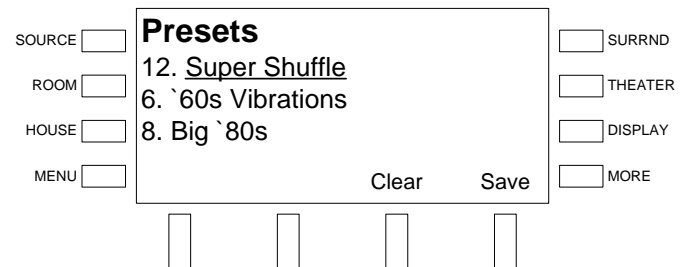 Presets
SOURCE
SURRND
12. Super Shuffle
ROOM
THEATER
6. `60s Vibrations
HOUSE
DISPLAY
8. Big `80s
MENU
Clear Save
MORE